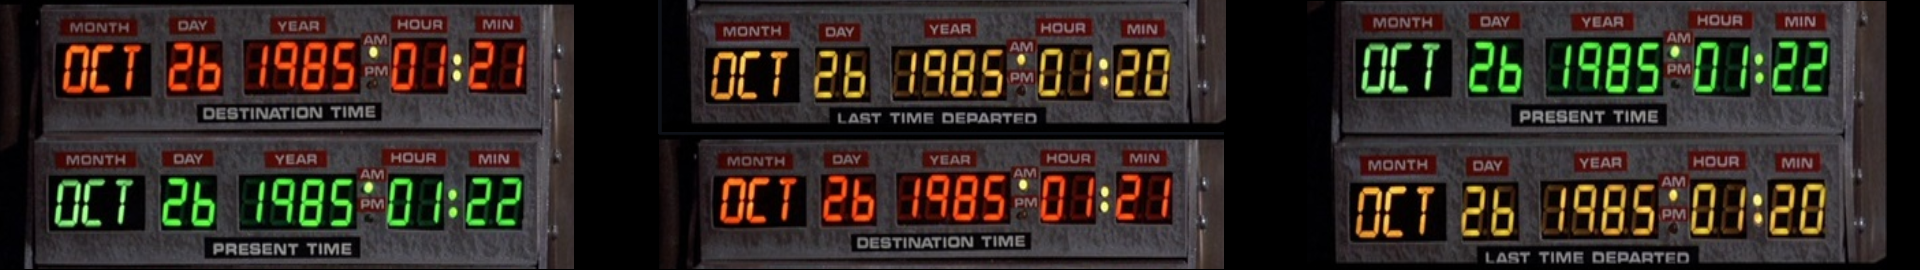 MONTH DAY YEAR HOUR MIN
OCT 26 1985 AM PM 01:21
DESTINATION TIME
MONTH DAY YEAR HOUR MIN
OCT 26 1985 AM PM 01:22
PRESENT TIME
MONTH DAY YEAR HOUR MIN
OCT 26 1985 AM PM 01:20
LAST TIME DEPARTED
MONTH DAY YEAR HOUR MIN
OCT 26 1985 AM PM 01:21
DESTINATION TIME
MONTH DAY YEAR HOUR MIN
OCT 26 1985 AM PM 01:22
PRESENT TIME
MONTH DAY YEAR HOUR MIN
OCT 26 1985 AM PM 01:20
LAST TIME DEPARTED